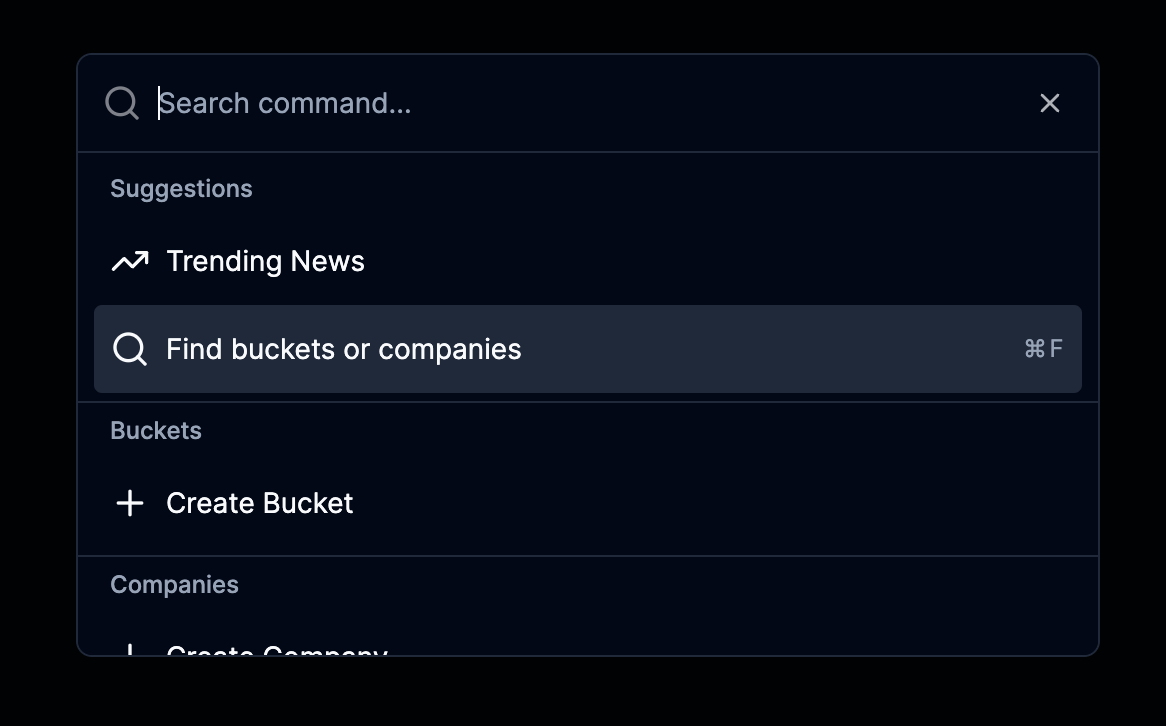 Search command...
Suggestions
Trending News
Find buckets or companies ⌘F
Buckets
Create Bucket
Companies
Create Company